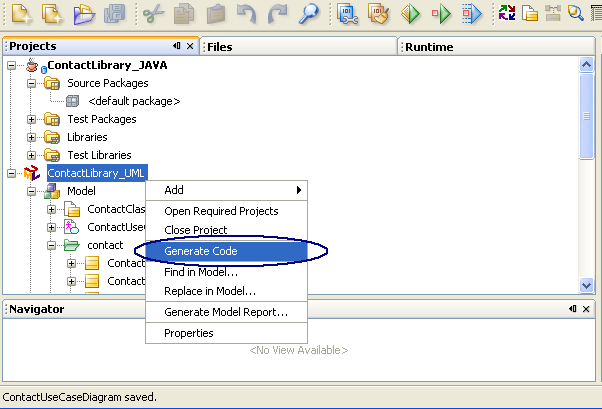 Projects
Files
Runtime
ContactLibrary_JAVA
Source Packages
<default package>
Test Packages
Libraries
Test Libraries
ContactLibrary_UML
Model
ContactClas
ContactUseC
contact
Contact
Contact
Add
Open Required Projects
Close Project
Generate Code
Find in Model...
Replace in Model...
Generate Model Report...
Properties
Navigator
<No View Available>
ContactUseCaseDiagram saved.